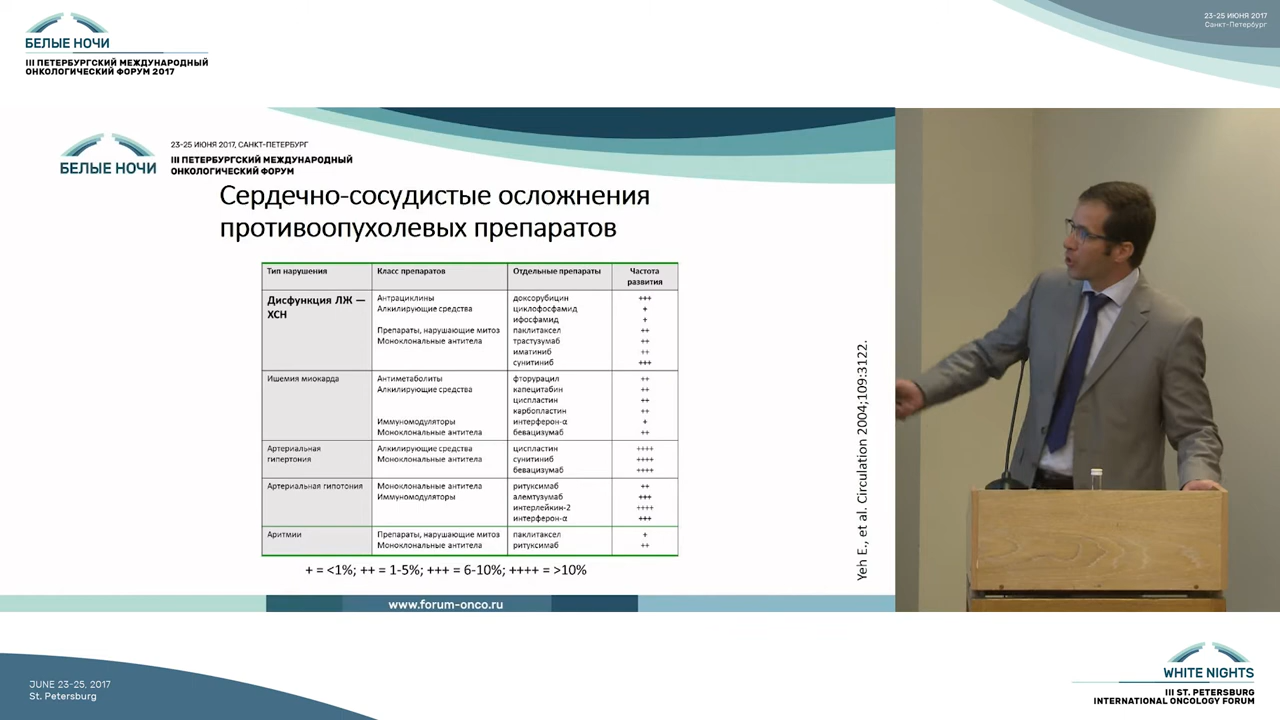 БЕЛЫЕ НОЧИ
III ПЕТЕРБУРГСКИЙ МЕЖДУНАРОДНЫЙ
ОНКОЛОГИЧЕСКИЙ ФОРУМ 2017
23-25 ИЮНЯ 2017
Санкт-Петербург
БЕЛЫЕ НОЧИ
23-25 ИЮНЯ 2017, САНКТ-ПЕТЕРБУРГ
III ПЕТЕРБУРГСКИЙ МЕЖДУНАРОДНЫЙ
ОНКОЛОГИЧЕСКИЙ ФОРУМ
Сердечно-сосудистые осложнения
противоопухолевых препаратов
Тип нарушения Класс препаратов Отдельные препараты Частота
развития
Дисфункция ЛЖ — Антрациклины доксорубицин +++
ХСН Алкилирующие средства циклофосфамид +
ифосфамид +
Препараты, нарушающие митоз паклитаксел ++
Моноклональные антитела трастузумаб ++
иматиниб ++
сунитиниб +++
Ишемия миокарда Антиметаболиты фторурацил ++
Алкилирующие средства капецитабин ++
циспластин ++
карбопластин ++
Иммуномодуляторы интерферон-α +
Моноклональные антитела бевацизумаб ++
Артериальная Алкилирующие средства циспластин ++++
гипертония Моноклональные антитела сунитиниб ++++
бевацизумаб ++++
Артериальная гипотония Моноклональные антитела ритуксимаб ++
Иммуномодуляторы алемтузумаб +++
интерлейкин-2 ++++
интерферон-α +++
Аритмии Препараты, нарушающие митоз паклитаксел +
Моноклональные антитела ритуксимаб ++
+ = <1%; ++ = 1-5%; +++ = 6-10%; ++++ = >10%
Yeh E., et al. Circulation 2004;109:3122.
www.forum-onco.ru
JUNE 23-25, 2017
St. Petersburg
WHITE NIGHTS
III ST. PETERSBURG
INTERNATIONAL ONCOLOGY FORUM